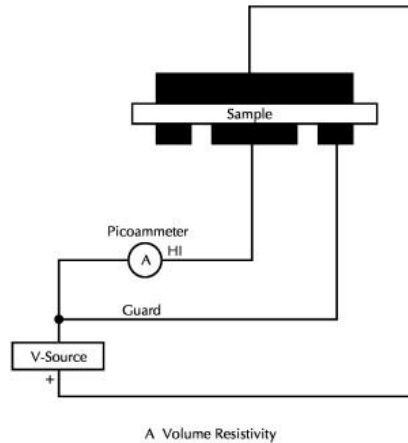 Sample
Picoammeter
HI
A
Guard
V-Source
+
A Volume Resistivity